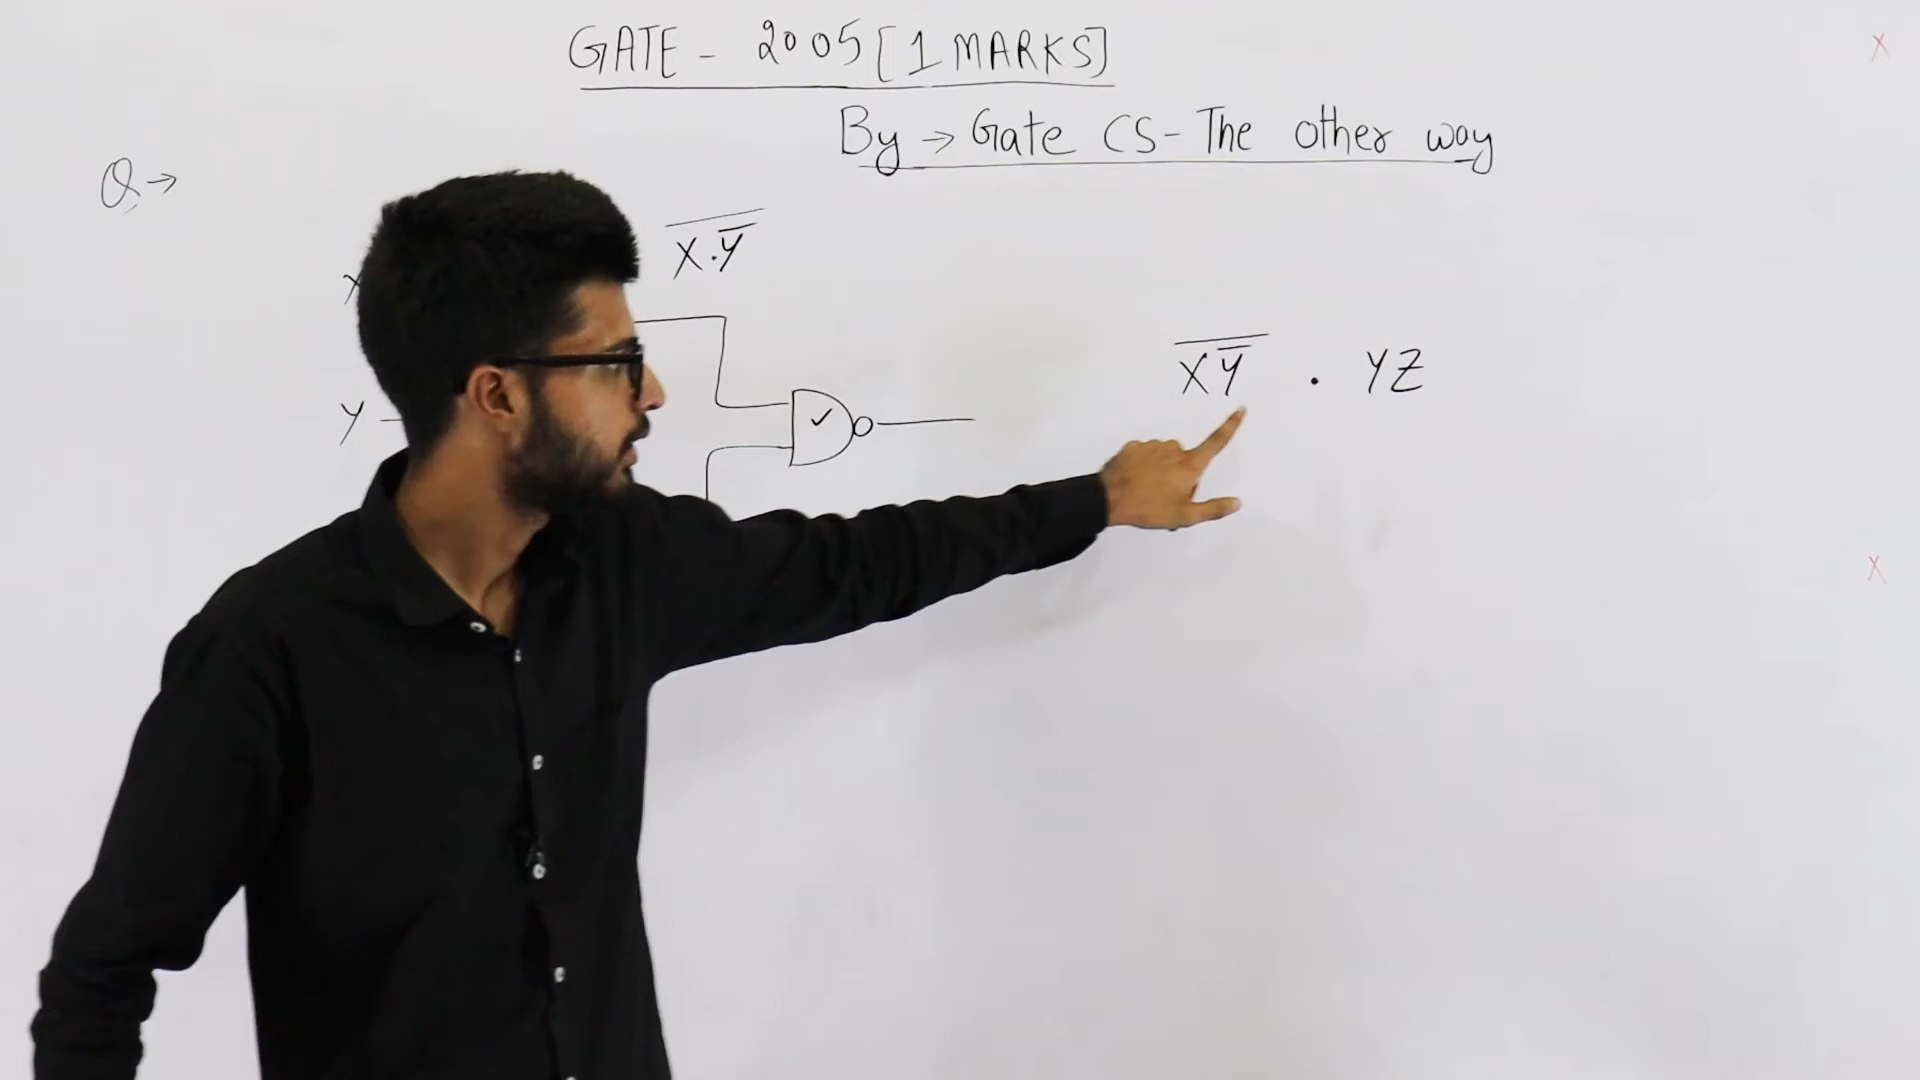 GATE - 2005 [1 MARKS]
By → Gate CS - The other way
Q →
X
X̅.̅Y̅̅
Y
X̅Y̅̅ . YZ
X
X